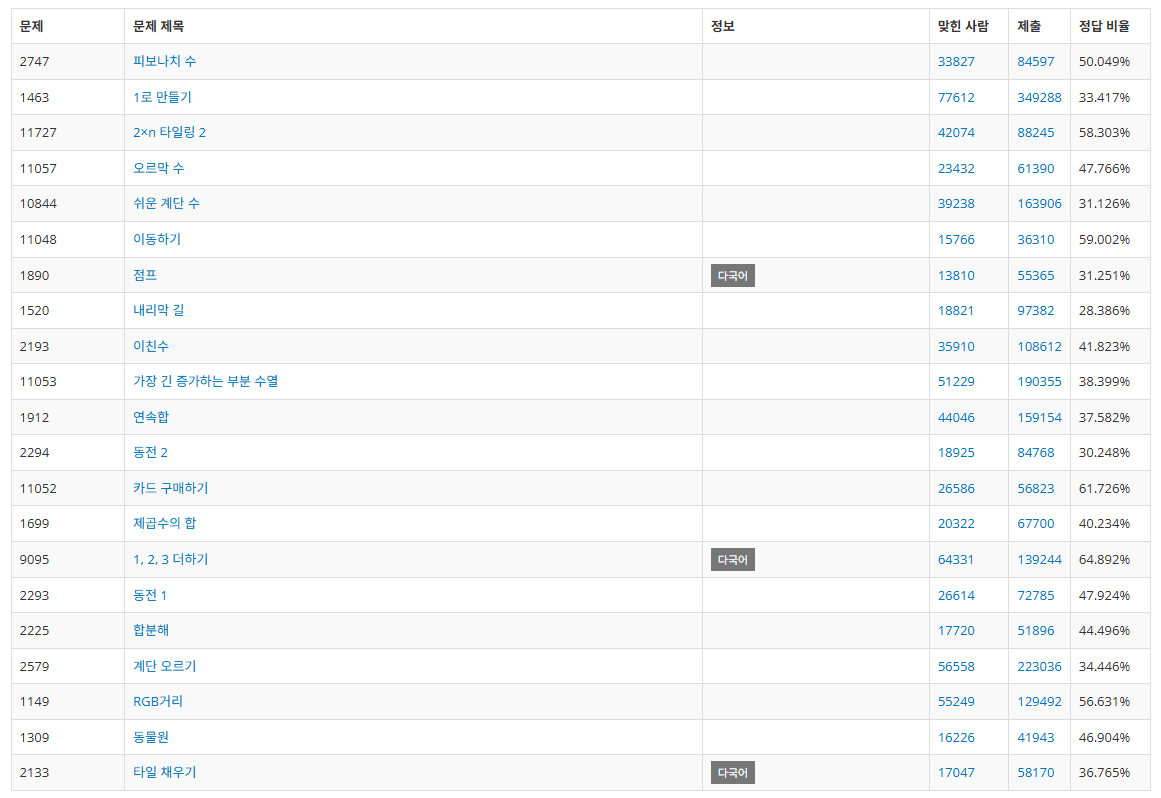 문제 문제 제목 정보 맞힌 사람 제출 정답 비율
2747 피보나치 수 33827 84597 50.049%
1463 1로 만들기 77612 349288 33.417%
11727 2×n 타일링 2 42074 88245 58.303%
11057 오르막 수 23432 61390 47.766%
10844 쉬운 계단 수 39238 163906 31.126%
11048 이동하기 15766 36310 59.002%
1890 점프 다국어 13810 55365 31.251%
1520 내리막 길 18821 97382 28.386%
2193 이친수 35910 108612 41.823%
11053 가장 긴 증가하는 부분 수열 51229 190355 38.399%
1912 연속합 44046 159154 37.582%
2294 동전 2 18925 84768 30.248%
11052 카드 구매하기 26586 56823 61.726%
1699 제곱수의 합 20322 67700 40.234%
9095 1, 2, 3 더하기 다국어 64331 139244 64.892%
2293 동전 1 26614 72785 47.924%
2225 합분해 17720 51896 44.496%
2579 계단 오르기 56558 223036 34.446%
1149 RGB거리 55249 129492 56.631%
1309 동물원 16226 41943 46.904%
2133 타일 채우기 다국어 17047 58170 36.765%